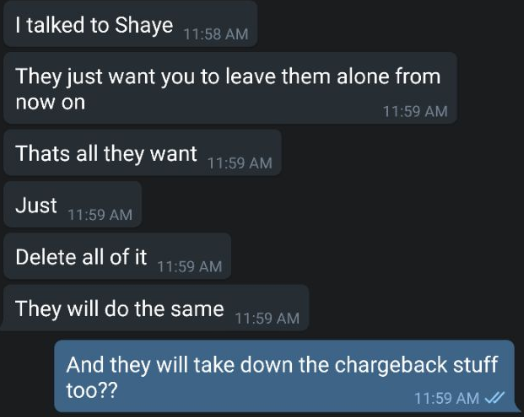 I talked to Shaye 11:58 AM
They just want you to leave them alone from
now on 11:59 AM
Thats all they want 11:59 AM
Just 11:59 AM
Delete all of it 11:59 AM
They will do the same 11:59 AM
And they will take down the chargeback stuff
too?? 11:59 AM